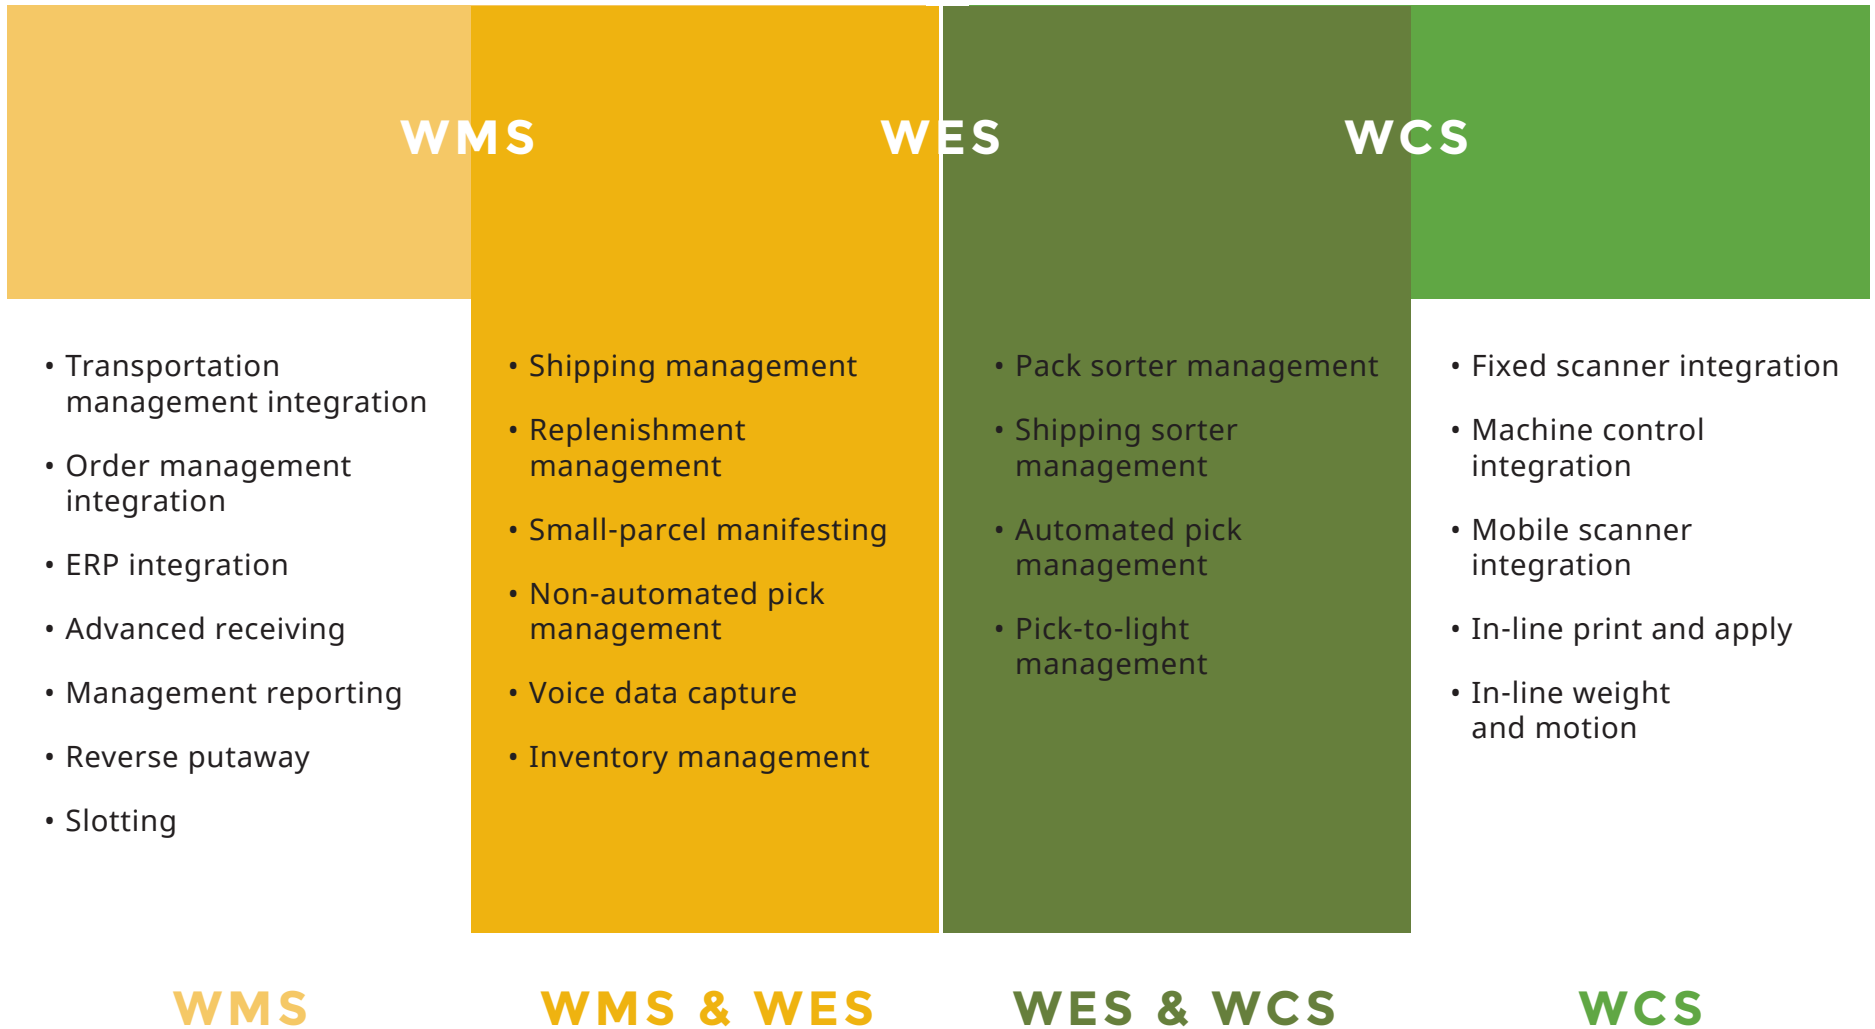 WMS
WES
WCS
• Transportation
management integration
• Order management
integration
• ERP integration
• Advanced receiving
• Management reporting
• Reverse putaway
• Slotting
• Shipping management
• Replenishment
management
• Small-parcel manifesting
• Non-automated pick
management
• Voice data capture
• Inventory management
• Pack sorter management
• Shipping sorter
management
• Automated pick
management
• Pick-to-light
management
• Fixed scanner integration
• Machine control
integration
• Mobile scanner
integration
• In-line print and apply
• In-line weight
and motion
WMS
WMS & WES
WES & WCS
WCS